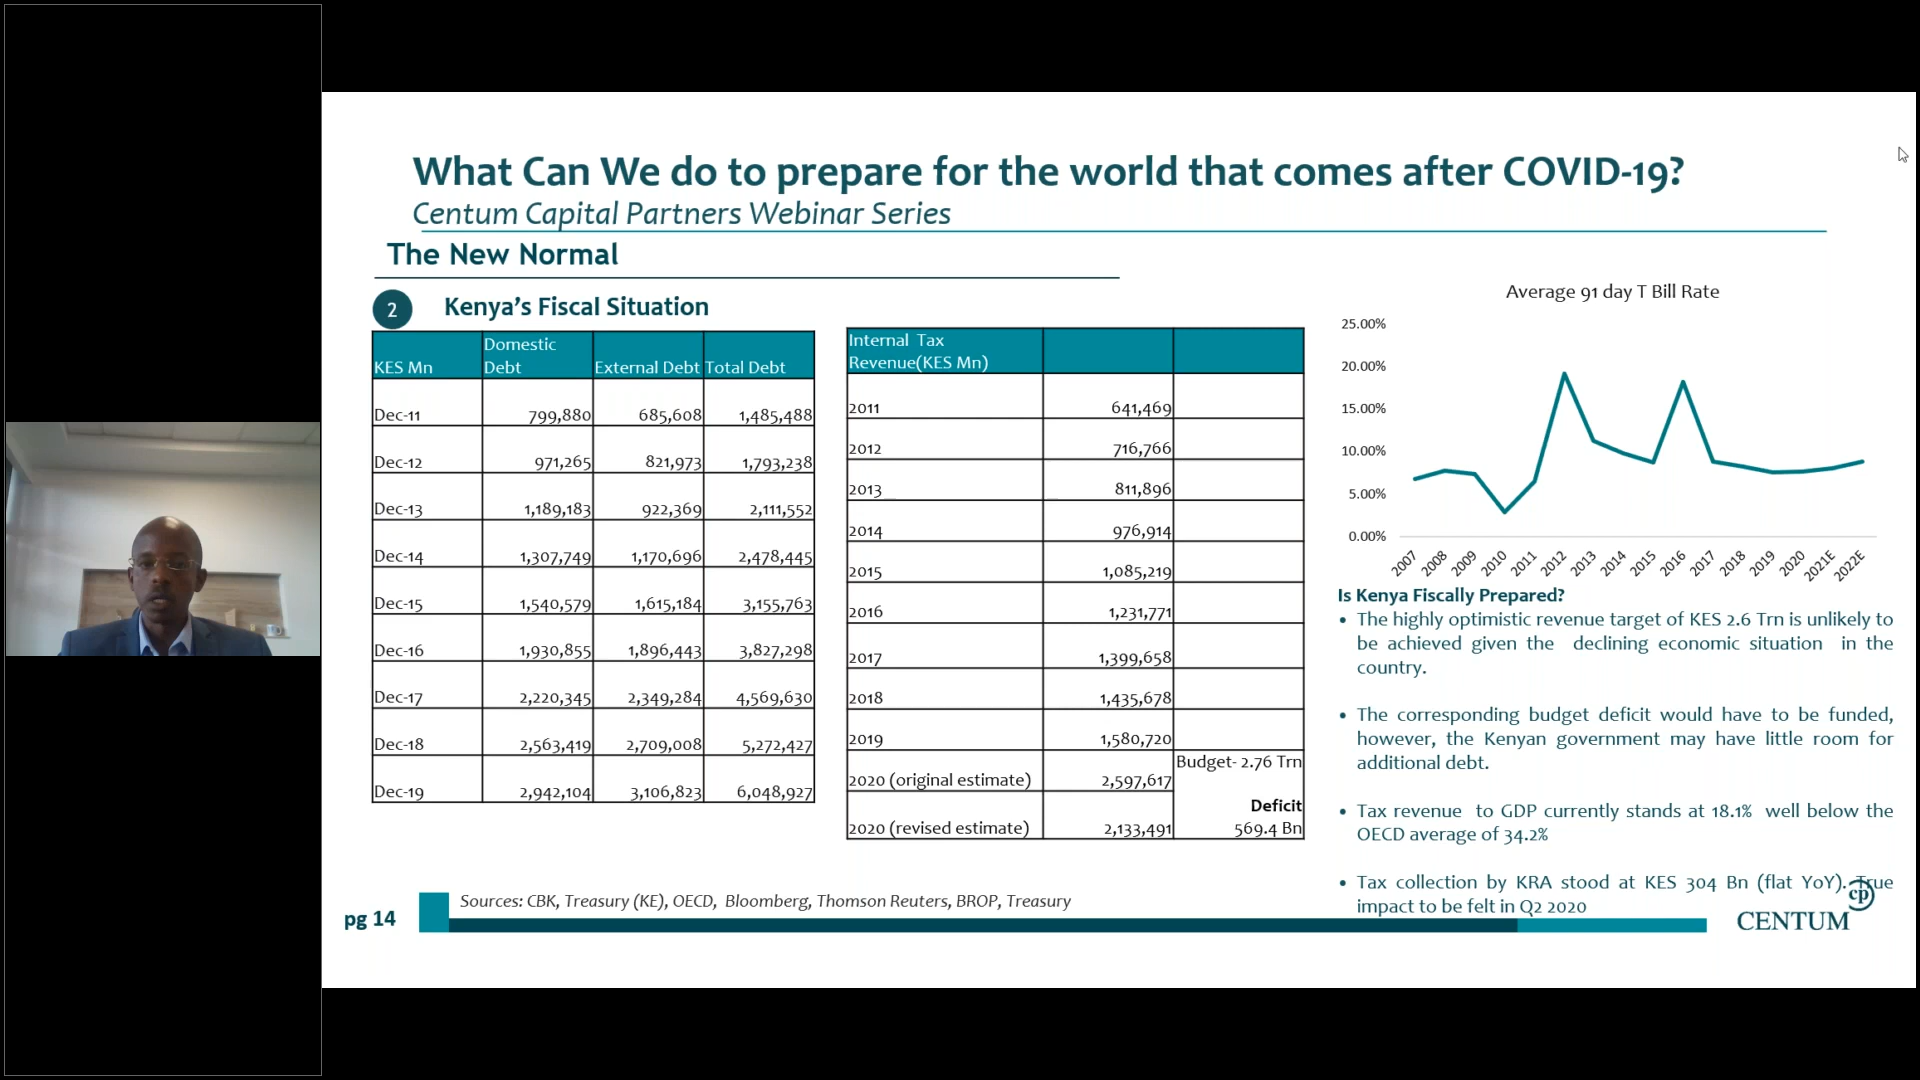 What Can We do to prepare for the world that comes after COVID-19?
Centum Capital Partners Webinar Series
The New Normal
2 Kenya's Fiscal Situation
KES Mn Domestic Debt External Debt Total Debt
Dec-11 799,880 685,608 1,485,488
Dec-12 971,265 821,973 1,793,238
Dec-13 1,189,183 922,369 2,111,552
Dec-14 1,307,749 1,170,696 2,478,445
Dec-15 1,540,579 1,615,184 3,155,763
Dec-16 1,930,855 1,896,443 3,827,298
Dec-17 2,220,345 2,349,284 4,569,630
Dec-18 2,563,419 2,709,008 5,272,427
Dec-19 2,942,104 3,106,823 6,048,927
Internal Tax
Revenue(KES Mn)
2011 641,469
2012 716,766
2013 811,896
2014 976,914
2015 1,085,219
2016 1,231,771
2017 1,399,658
2018 1,435,678
2019 1,580,720
2020 (original estimate) 2,597,617 Budget- 2.76 Trn
Deficit
2020 (revised estimate) 2,133,491 569.4 Bn
Average 91 day T Bill Rate
25.00%
20.00%
15.00%
10.00%
5.00%
0.00%
2007 2008 2009 2010 2011 2012 2013 2014 2015 2016 2017 2018 2019 2020 2021E 2022E
Is Kenya Fiscally Prepared?
• The highly optimistic revenue target of KES 2.6 Trn is unlikely to
be achieved given the declining economic situation in the
country.
• The corresponding budget deficit would have to be funded,
however, the Kenyan government may have little room for
additional debt.
• Tax revenue to GDP currently stands at 18.1% well below the
OECD average of 34.2%
• Tax collection by KRA stood at KES 304 Bn (flat YoY). True
impact to be felt in Q2 2020
Sources: CBK, Treasury (KE), OECD, Bloomberg, Thomson Reuters, BROP, Treasury
pg 14
cp
CENTUM